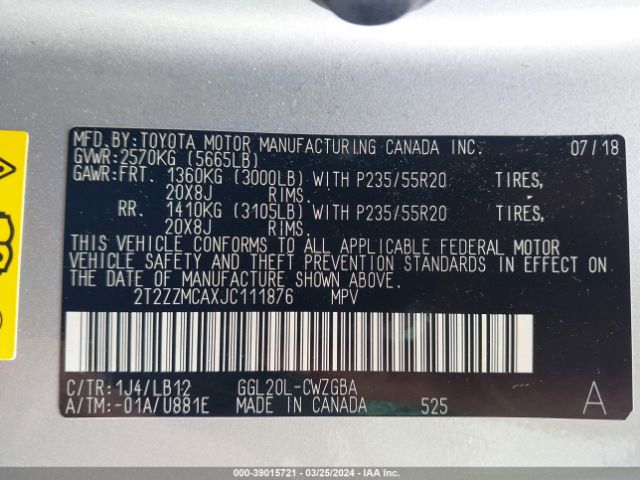 MFD.BY:TOYOTA MOTOR MANUFACTURING CANADA INC. 07/18
GVWR:2570KG (5665LB)
GAWR:FRT. 1360KG (3000LB) WITH P235/55R20 TIRES,
20X8J RIMS.
RR. 1410KG (3105LB) WITH P235/55R20 TIRES,
20X8J RIMS.
THIS VEHICLE CONFORMS TO ALL APPLICABLE FEDERAL MOTOR
VEHICLE SAFETY AND THEFT PREVENTION STANDARDS IN EFFECT ON
THE DATE OF MANUFACTURE SHOWN ABOVE.
2T2ZZMCAXJC111876 MPV
C/TR:1J4/LB12 GGL20L-CWZGBA
A/TM:-01A/U881E MADE IN CANADA 525 A
000-39015721 - 03/25/2024 - IAA Inc.